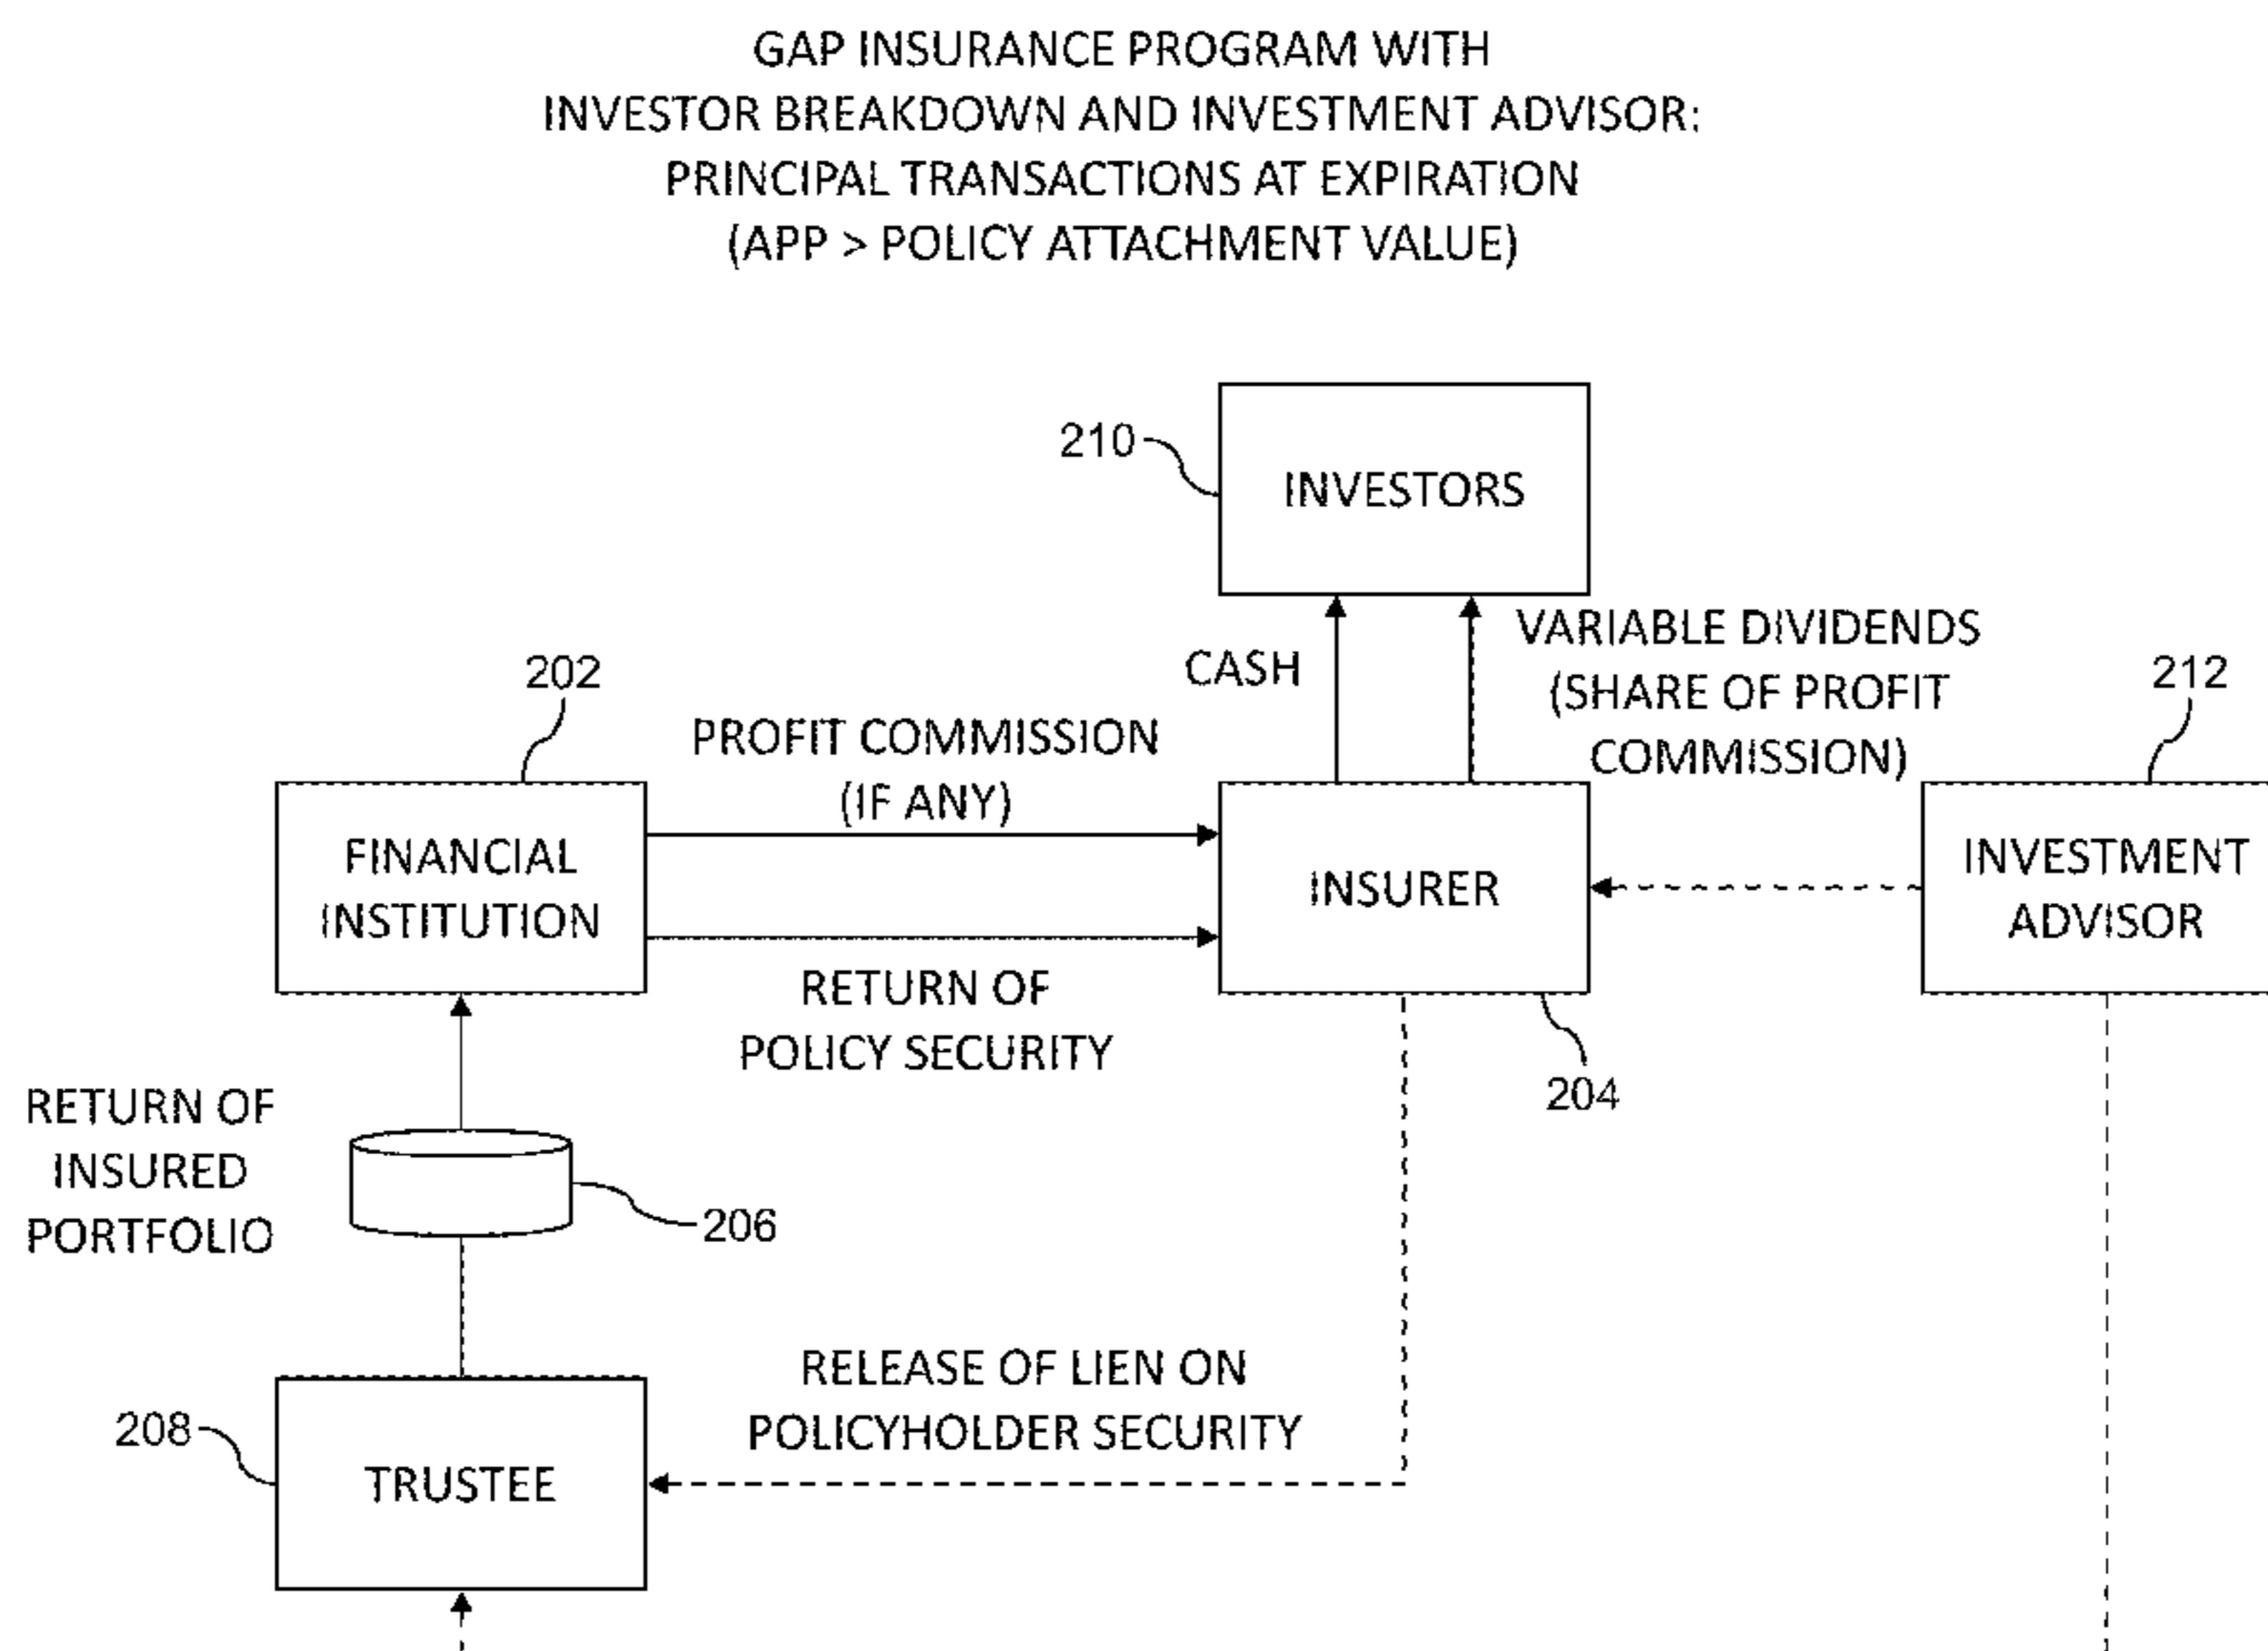 GAP INSURANCE PROGRAM WITH
INVESTOR BREAKDOWN AND INVESTMENT ADVISOR:
PRINCIPAL TRANSACTIONS AT EXPIRATION
(APP > POLICY ATTACHMENT VALUE)
210
INVESTORS
CASH
VARIABLE DIVIDENDS
(SHARE OF PROFIT
COMMISSION)
202
212
PROFIT COMMISSION
(IF ANY)
FINANCIAL
INSTITUTION
INSURER
INVESTMENT
ADVISOR
RETURN OF
POLICY SECURITY
204
RETURN OF
INSURED
PORTFOLIO
206
RELEASE OF LIEN ON
POLICYHOLDER SECURITY
208
TRUSTEE